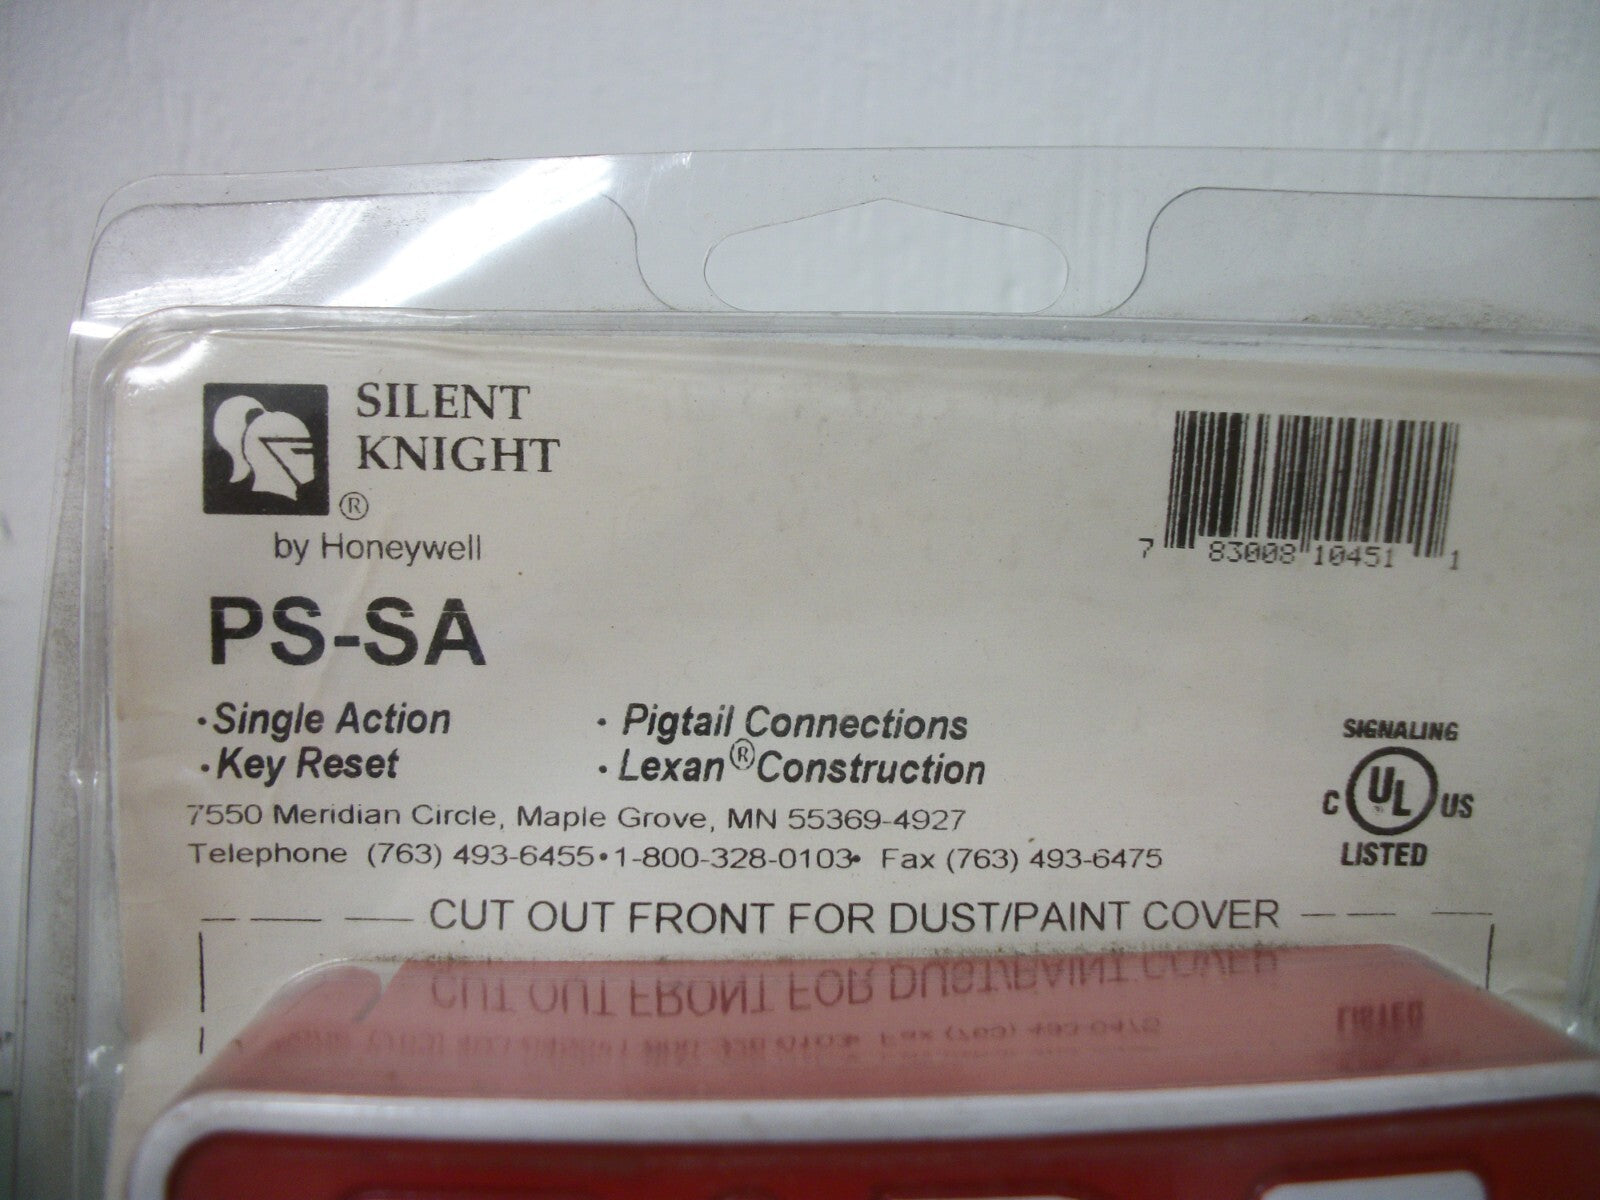 SILENT
KNIGHT
®
by Honeywell
7 83008 10451 1
PS-SA
·Single Action
·Key Reset
· Pigtail Connections
· Lexan® Construction
7550 Meridian Circle, Maple Grove, MN 55369-4927
Telephone (763) 493-6455•1-800-328-0103• Fax (763) 493-6475
SIGNALING
C UL US
LISTED
CUT OUT FRONT FOR DUST/PAINT COVER